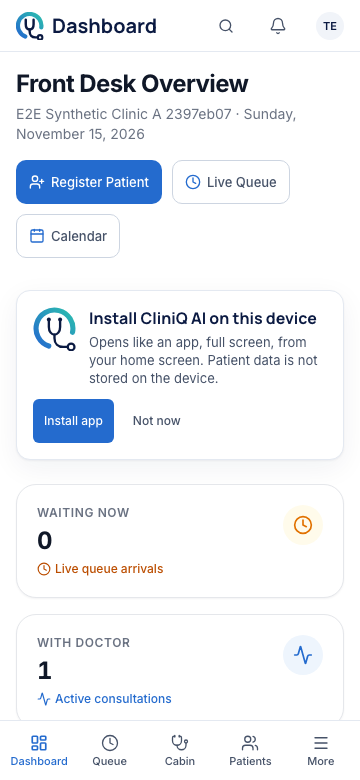 Dashboard
TE
Front Desk Overview
E2E Synthetic Clinic A 2397eb07 · Sunday,
November 15, 2026
Register Patient
Live Queue
Calendar
Install CliniQ AI on this device
Opens like an app, full screen, from
your home screen. Patient data is not
stored on the device.
Install app
Not now
WAITING NOW
0
Live queue arrivals
WITH DOCTOR
1
Active consultations
Dashboard
Queue
Cabin
Patients
More